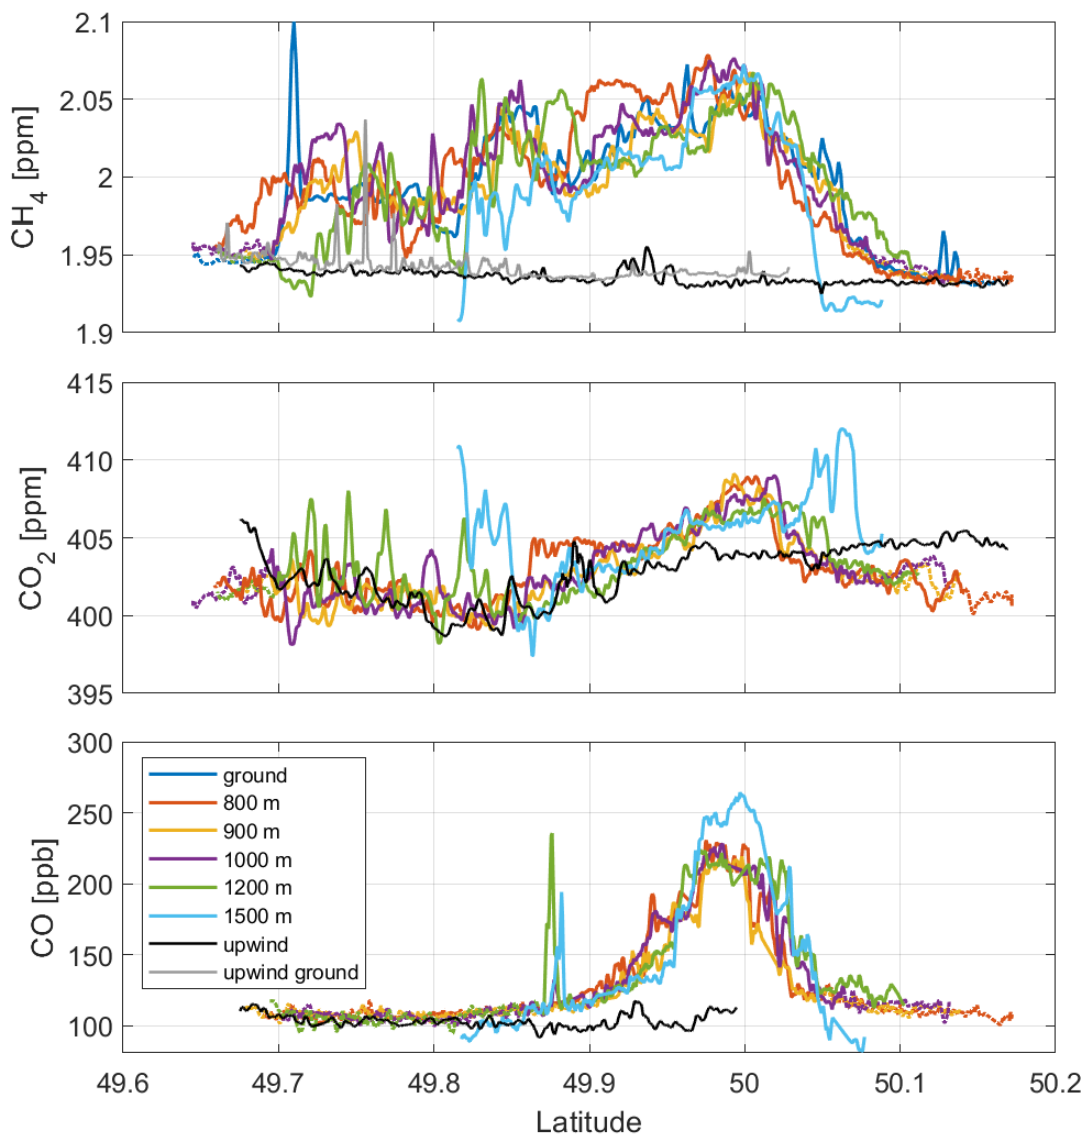 2.1
2.05
2
1.95
1.9
CH4 [ppm]
415
410
405
400
395
CO2 [ppm]
300
250
200
150
100
CO [ppb]
ground
800 m
900 m
1000 m
1200 m
1500 m
upwind
upwind ground
49.6 49.7 49.8 49.9 50 50.1 50.2
Latitude